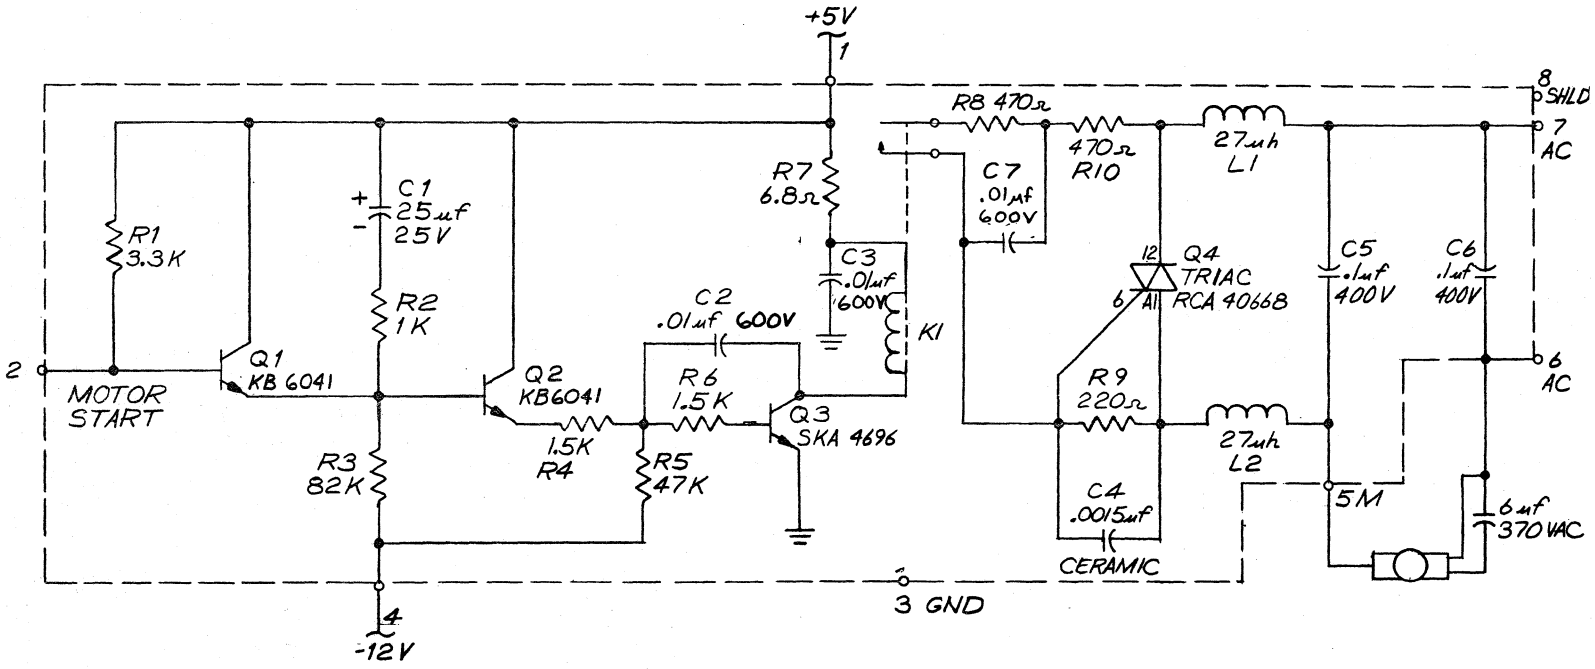 +5V
1
8
SHLD
R8 470Ω
7
AC
27µh
L1
470Ω
R10
R7
6.8Ω
C7
.01µf
600V
+
C1
25µf
-
25V
R1
3.3K
12
Q4
TRIAC
6
A1
RCA 40668
C5
.1µf
400V
C6
.1µf
400V
C3
.01µf
600V
R2
1K
C2
.01µf 600V
K1
2
MOTOR
START
Q1
KB 6041
Q2
KB6041
R6
1.5K
R9
220Ω
6
AC
Q3
SKA 4696
1.5K
R4
27µh
L2
R3
82K
R5
47K
C4
.0015µf
CERAMIC
5M
6µf
370VAC
3 GND
4
-12V